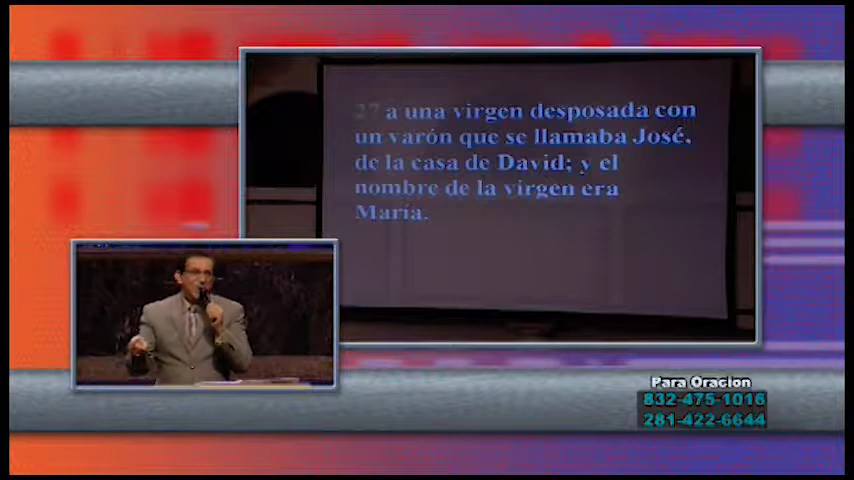 27 a una virgen desposada con
un varón que se llamaba José,
de la casa de David; y el
nombre de la virgen era
María.
Para Oracion
832-475-1016
281-422-6644